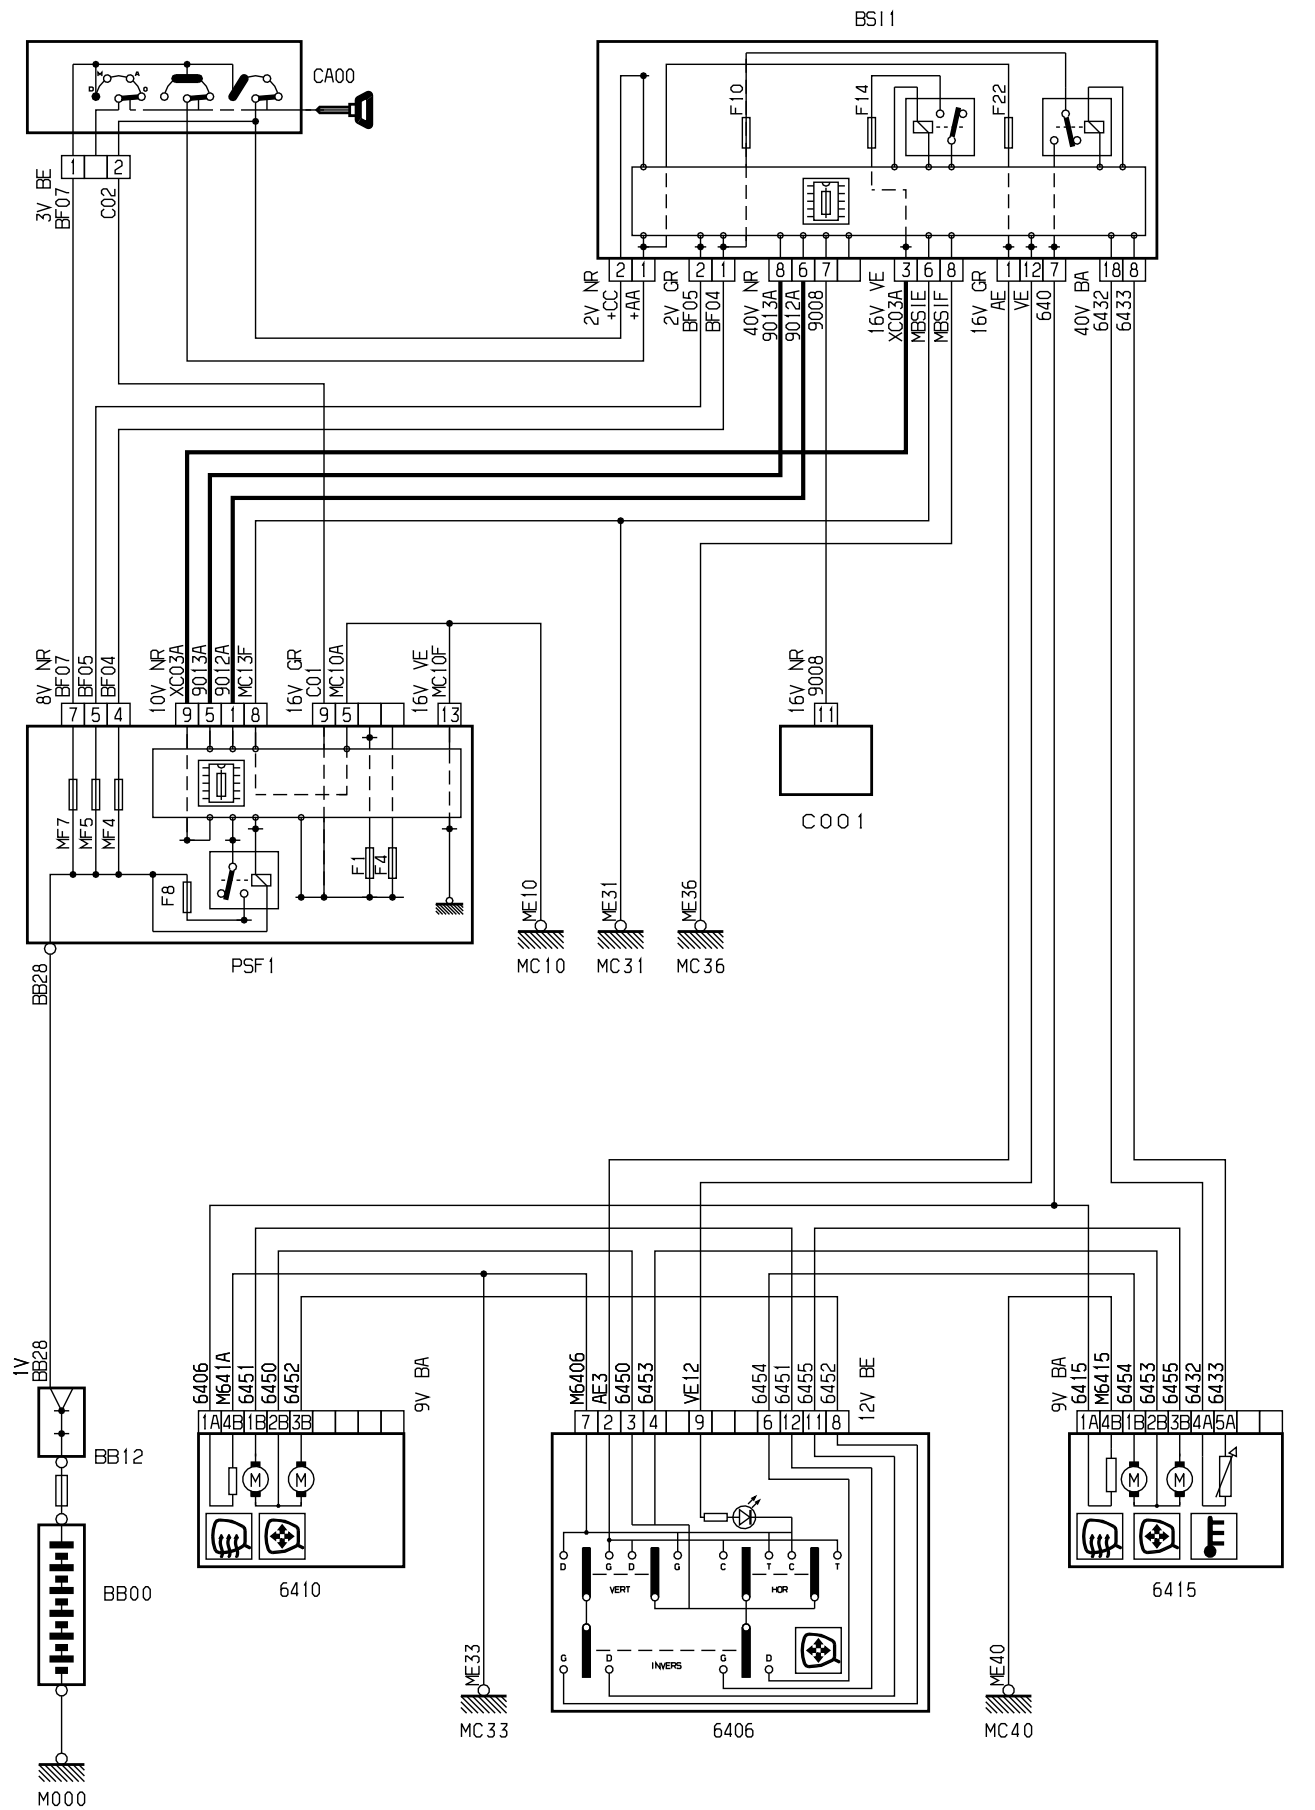 BSI1
CA00
M A
D G
1 2
3V BE
BF07
C02
F10
F14
F22
2 1 2 1 8 6 7 3 6 8 1 12 7 18 8
2V NR
+CC
+AA
2V GR
BF05
BF04
40V NR
9013A
9012A
9008
16V VE
XC03A
MBSIE
MBSIF
16V GR
AE
VE
640
40V BA
6432
6433
8V NR
BF07
BF05
BF04
10V NR
XC03A
9013A
9012A
MC13F
16V GR
C01
MC10A
16V VE
MC10F
7 5 4 9 5 1 8 9 5 13
16V NR
9008
11
C001
MF7
MF5
MF4
F8
F1
F4
PSF1
BB28
ME10
ME31
ME36
MC10
MC31
MC36
1V
BB28
BB12
BB00
M000
6406
M641A
6451
6450
6452
9V BA
1A 4B 1B 2B 3B
M M
6410
ME33
MC33
M6406
AE3
6450
6453
VE12
6454
6451
6455
6452
12V BE
7 2 3 4 9 6 12 11 8
D G D G C T C T
VERT
HOR
G D G D
INVERS
6406
ME40
MC40
9V BA
6415
M6415
6454
6453
6455
6432
6433
1A 4B 1B 2B 3B 4A 5A
M M
6415